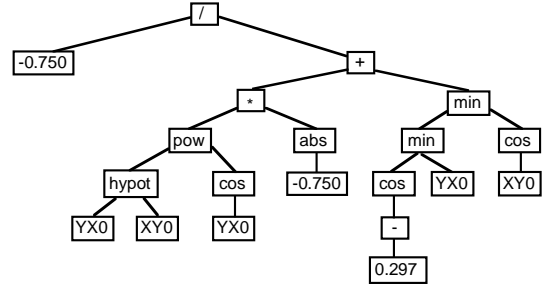 /
-0.750
+
*
min
pow
abs
min
cos
hypot
cos
-0.750
cos
YX0
XY0
YX0
XY0
YX0
-
0.297